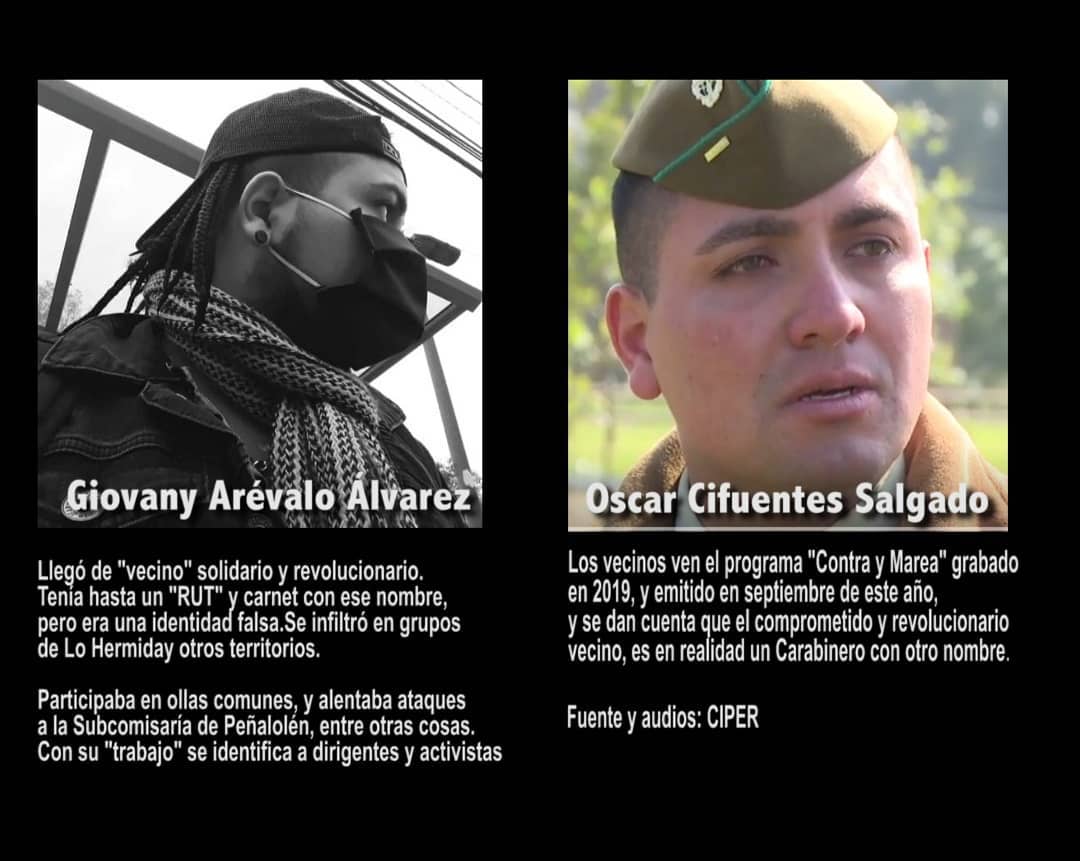 Giovany Arévalo Álvarez
Llegó de "vecino" solidario y revolucionario.
Tenía hasta un "RUT" y carnet con ese nombre,
pero era una identidad falsa.Se infiltró en grupos
de Lo Hermiday otros territorios.
Participaba en ollas comunes, y alentaba ataques
a la Subcomisaría de Peñalolén, entre otras cosas.
Con su "trabajo" se identifica a dirigentes y activistas
Oscar Cifuentes Salgado
Los vecinos ven el programa "Contra y Marea" grabado
en 2019, y emitido en septiembre de este año,
y se dan cuenta que el comprometido y revolucionario
vecino, es en realidad un Carabinero con otro nombre.
Fuente y audios: CIPER